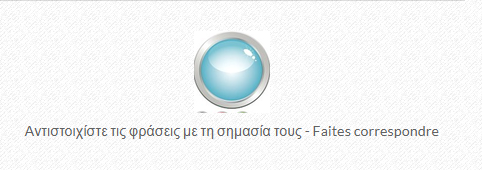 Αντιστοιχίστε τις φράσεις με τη σημασία τους - Faites correspondre